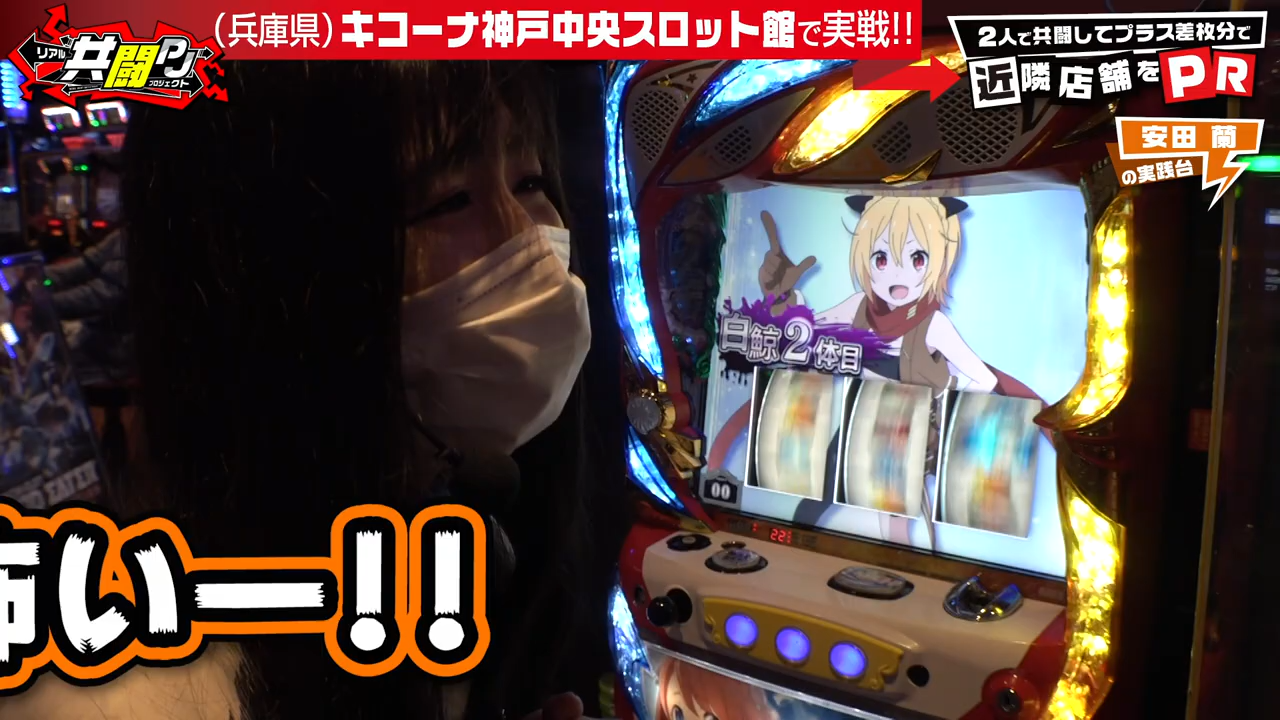 リアル
共闘PJ
プロジェクト
（兵庫県）キコーナ神戸中央スロット館で実戦!!
2人で共闘してプラス差枚分で
近隣店舗をPR
安田 蘭
の実践台
白鯨2体目
00
221
怖いー!!